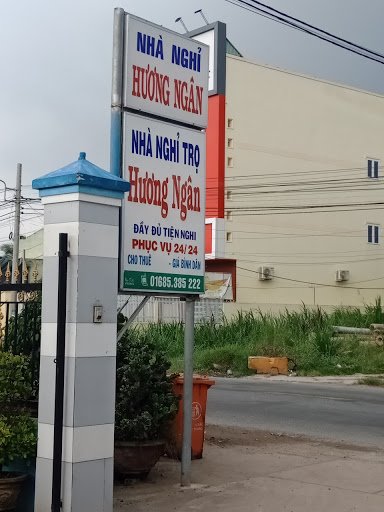 NHÀ NGHỈ
HƯƠNG NGÂN
NHÀ NGHỈ TRỌ
Hương Ngân
ĐẦY ĐỦ TIỆN NGHI
PHỤC VỤ 24/24
CHO THUÊ - GIÁ BÌNH DÂN
01685.385 222